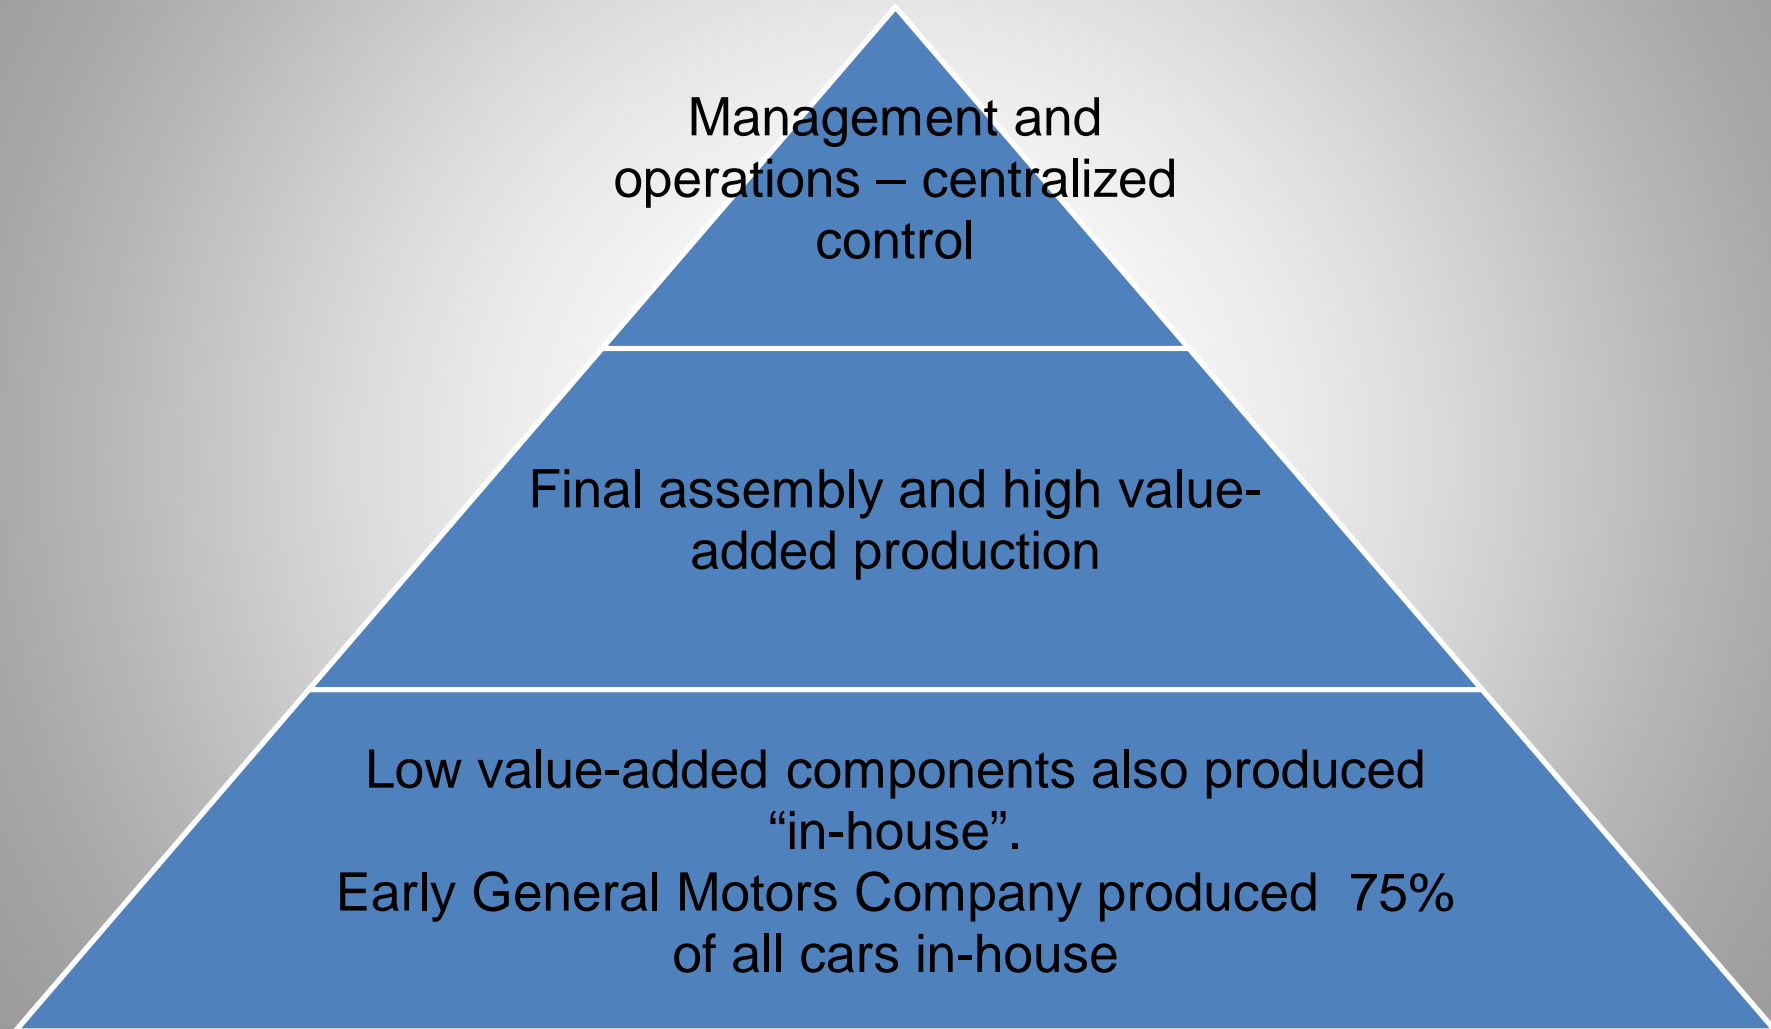 Management and
operations – centralized
control
Final assembly and high value-
added production
Low value-added components also produced
“in-house”.
Early General Motors Company produced  75%
of all cars in-house